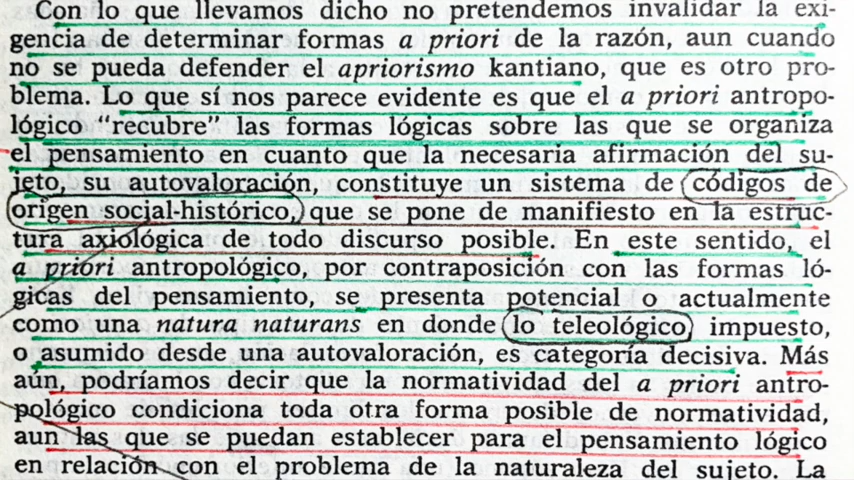 Con lo que llevamos dicho no pretendemos invalidar la exi-
gencia de determinar formas a priori de la razón, aun cuando
no se pueda defender el apriorismo kantiano, que es otro pro-
blema. Lo que sí nos parece evidente es que el a priori antropo-
lógico "recubre" las formas lógicas sobre las que se organiza
el pensamiento en cuanto que la necesaria afirmación del su-
jeto, su autovaloración, constituye un sistema de códigos de
origen social-histórico, que se pone de manifiesto en la estruc-
tura axiológica de todo discurso posible. En este sentido, el
a priori antropológico, por contraposición con las formas ló-
gicas del pensamiento, se presenta potencial o actualmente
como una natura naturans en donde lo teleológico impuesto,
o asumido desde una autovaloración, es categoría decisiva. Más
aún, podríamos decir que la normatividad del a priori antro-
pológico condiciona toda otra forma posible de normatividad,
aun las que se puedan establecer para el pensamiento lógico
en relación con el problema de la naturaleza del sujeto. La